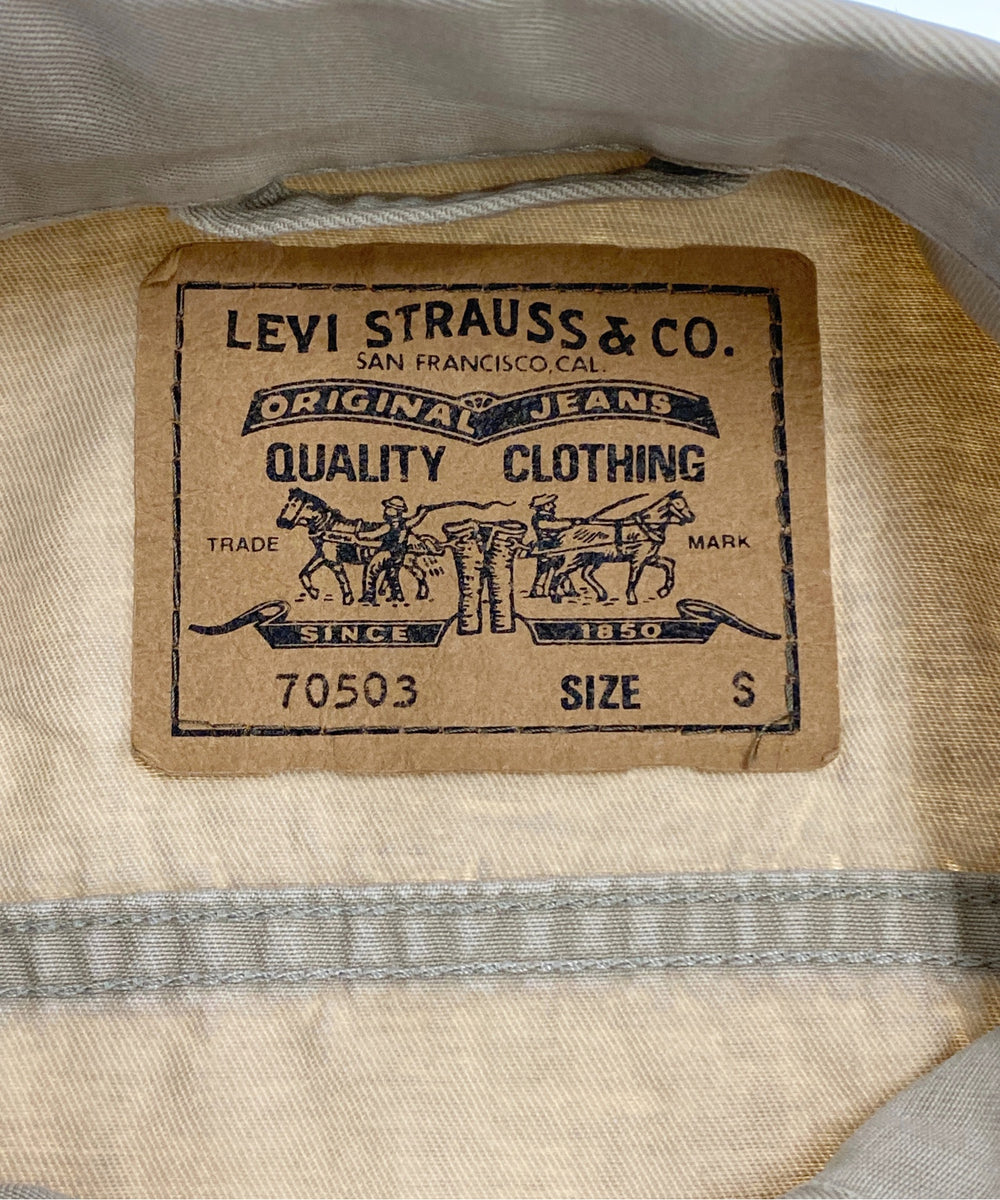 LEVI STRAUSS & CO.
SAN FRANCISCO, CAL.
ORIGINAL JEANS
QUALITY CLOTHING
TRADE MARK
SINCE 1850
70503 SIZE S